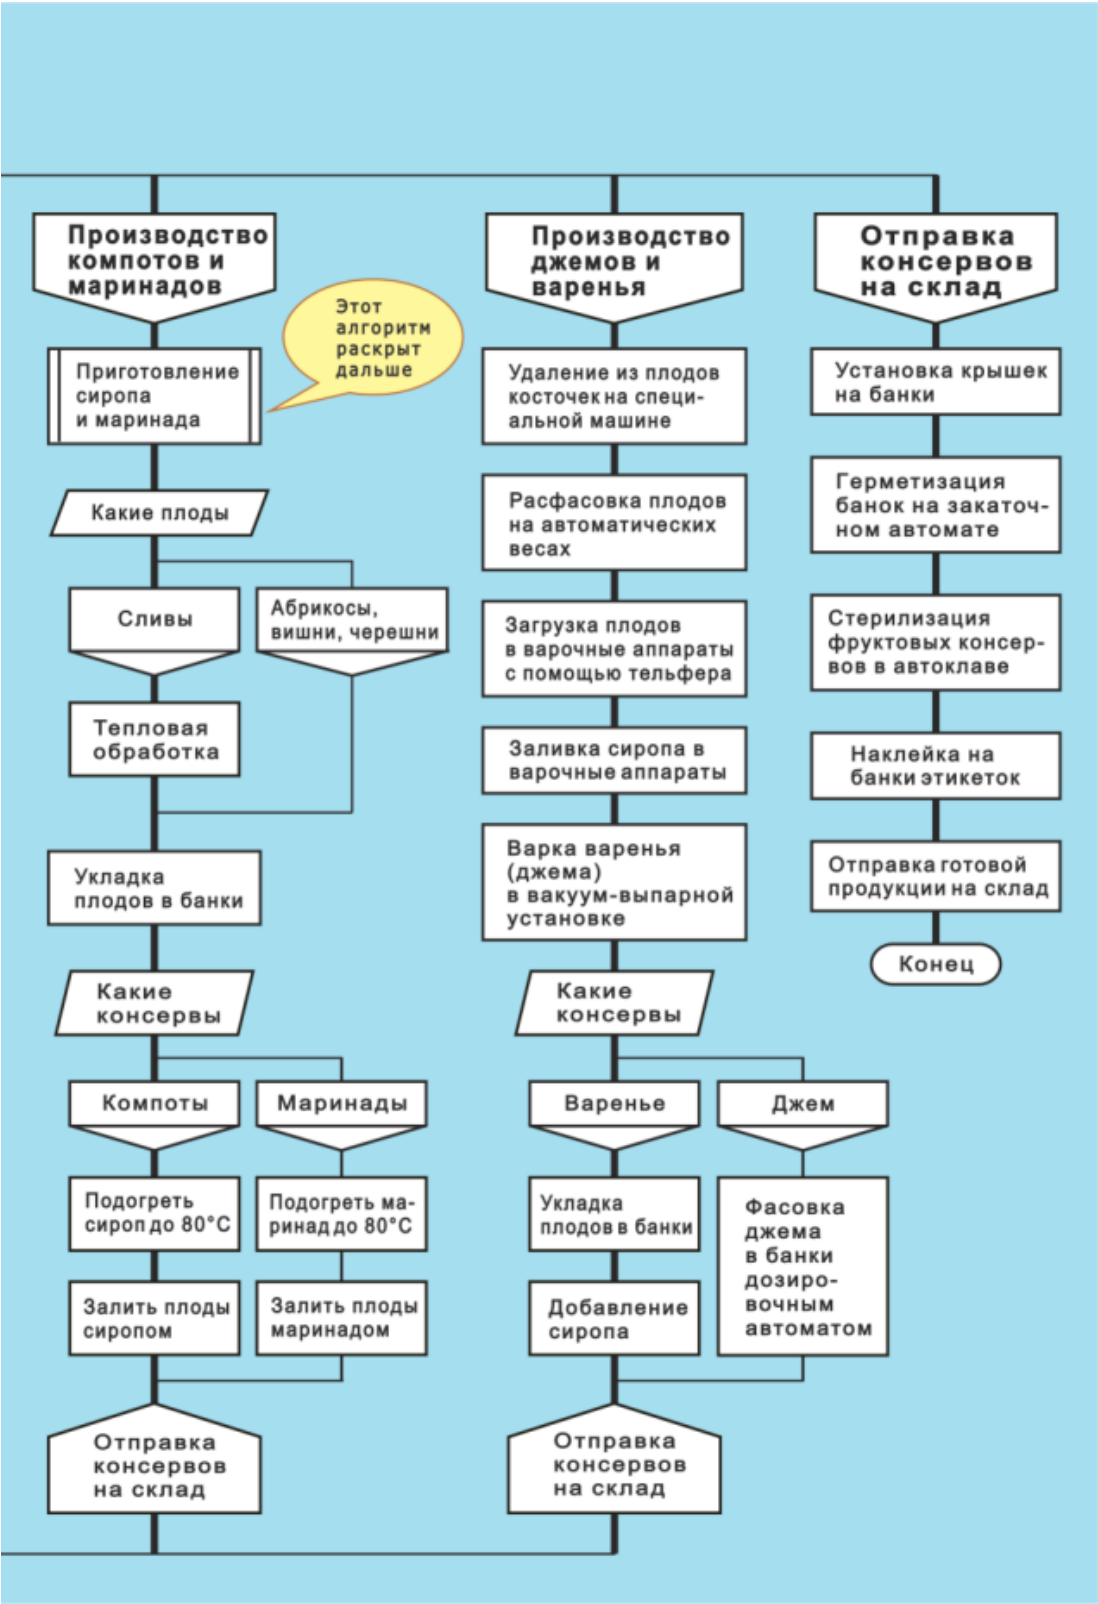 Производство
компотов и
маринадов
Этот
алгоритм
раскрыт
дальше
Приготовление
сиропа
и маринада
Какие плоды
Сливы
Абрикосы,
вишни, черешни
Тепловая
обработка
Укладка
плодов в банки
Какие
консервы
Компоты
Маринады
Подогреть
сироп до 80°С
Подогреть ма-
ринад до 80°С
Залить плоды
сиропом
Залить плоды
маринадом
Отправка
консервов
на склад
Производство
джемов и
варенья
Удаление из плодов
косточек на специ-
альной машине
Расфасовка плодов
на автоматических
весах
Загрузка плодов
в варочные аппараты
с помощью тельфера
Заливка сиропа в
варочные аппараты
Варка варенья
(джема)
в вакуум-выпарной
установке
Какие
консервы
Варенье
Джем
Укладка
плодов в банки
Добавление
сиропа
Фасовка
джема
в банки
дозиро-
вочным
автоматом
Отправка
консервов
на склад
Отправка
консервов
на склад
Установка крышек
на банки
Герметизация
банок на закаточ-
ном автомате
Стерилизация
фруктовых консер-
вов в автоклаве
Наклейка на
банки этикеток
Отправка готовой
продукции на склад
Конец